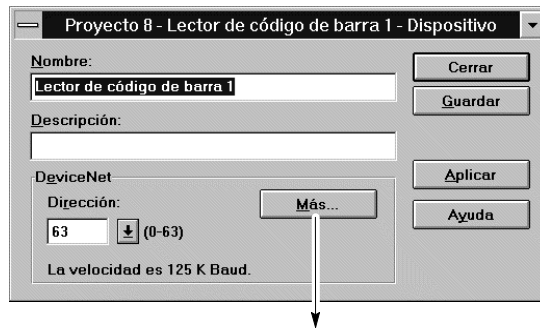 Proyecto 8 - Lector de código de barra 1 - Dispositivo
Nombre:
Lector de código de barra 1
Cerrar
Guardar
Descripción:
DeviceNet
Aplicar
Dirección:
Más...
63
(0-63)
Ayuda
La velocidad es 125 K Baud.